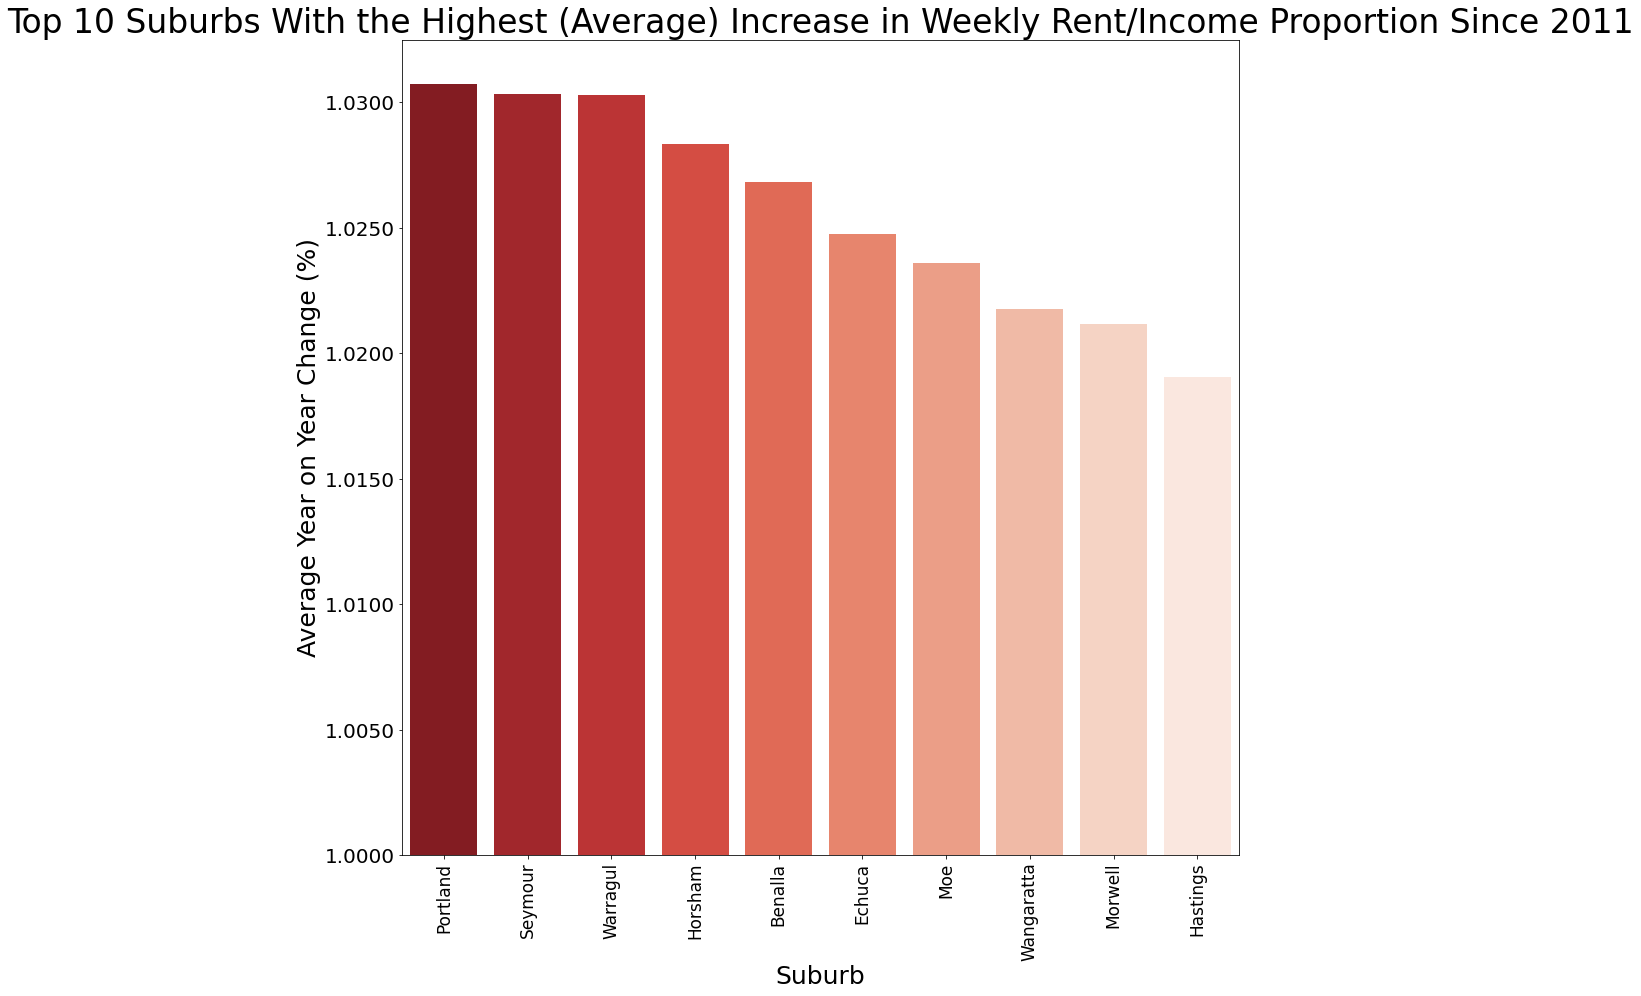 Top 10 Suburbs With the Highest (Average) Increase in Weekly Rent/Income Proportion Since 2011
Average Year on Year Change (%)
1.0300
1.0250
1.0200
1.0150
1.0100
1.0050
1.0000
Portland
Seymour
Warragul
Horsham
Benalla
Echuca
Moe
Wangaratta
Morwell
Hastings
Suburb